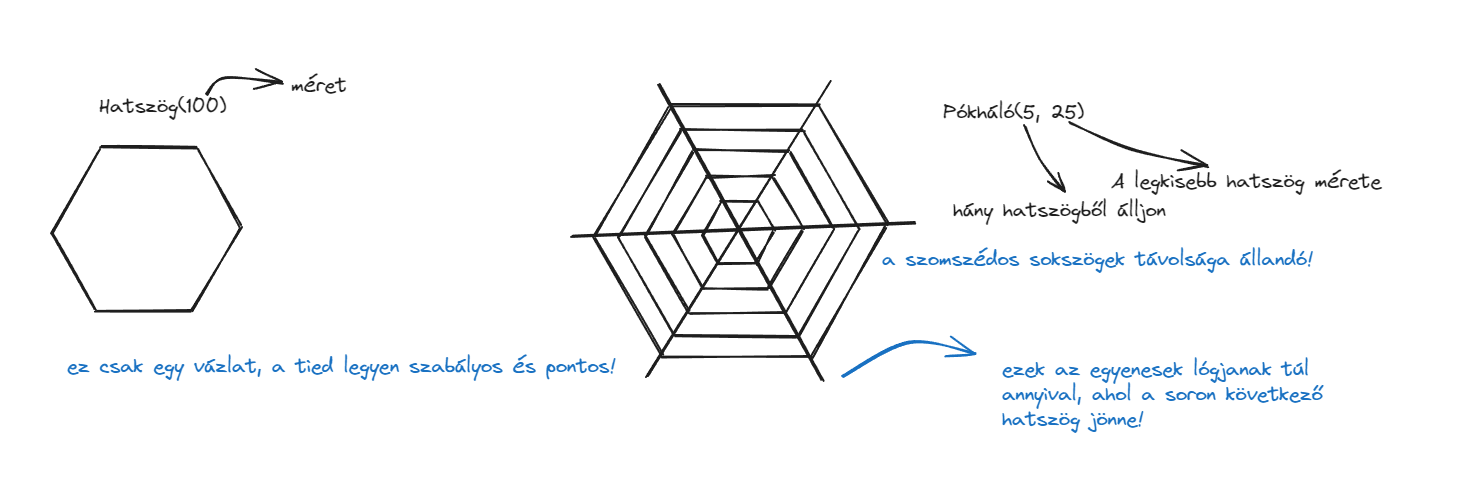 Hatszög(100)
méret
Pókháló(5, 25)
A legkisebb hatszög mérete
hány hatszögből álljon
a szomszédos sokszögek távolsága állandó!
ez csak egy vázlat, a tied legyen szabályos és pontos!
ezek az egyenesek lógjanak túl
annyival, ahol a soron következő
hatszög jönne!